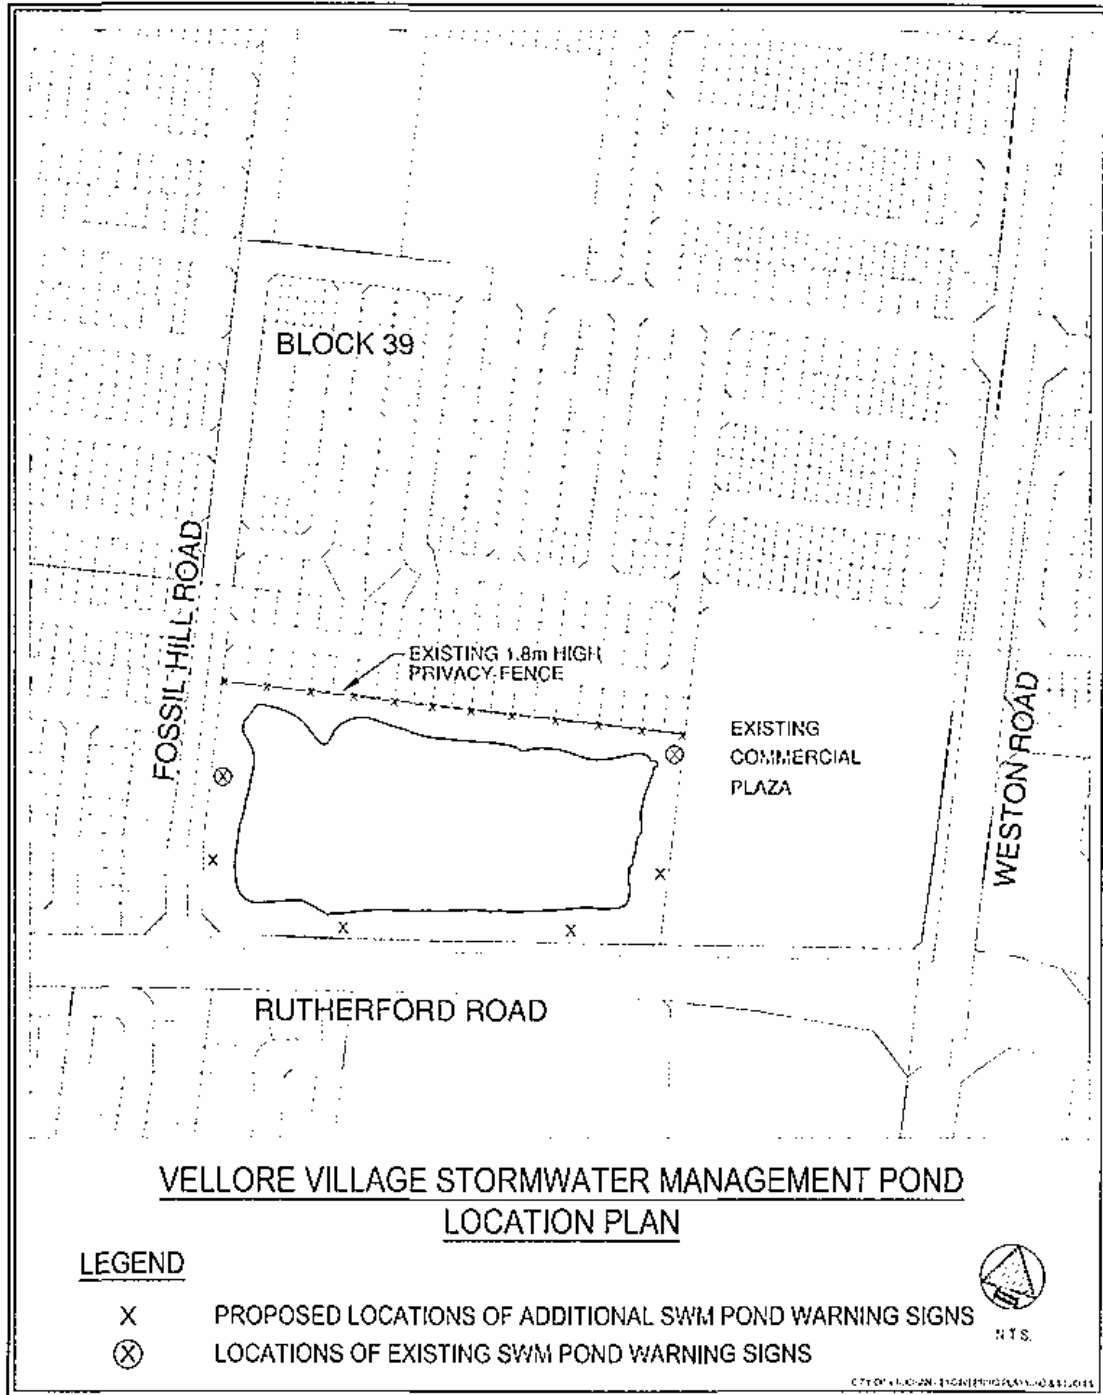 BLOCK 39
FOSSIL HILL ROAD
EXISTING 1.8m HIGH
PRIVACY FENCE
EXISTING
COMMERCIAL
PLAZA
WESTON ROAD
RUTHERFORD ROAD
VELLORE VILLAGE STORMWATER MANAGEMENT POND
LOCATION PLAN
LEGEND
X PROPOSED LOCATIONS OF ADDITIONAL SWM POND WARNING SIGNS
Ⓧ LOCATIONS OF EXISTING SWM POND WARNING SIGNS
N.T.S.